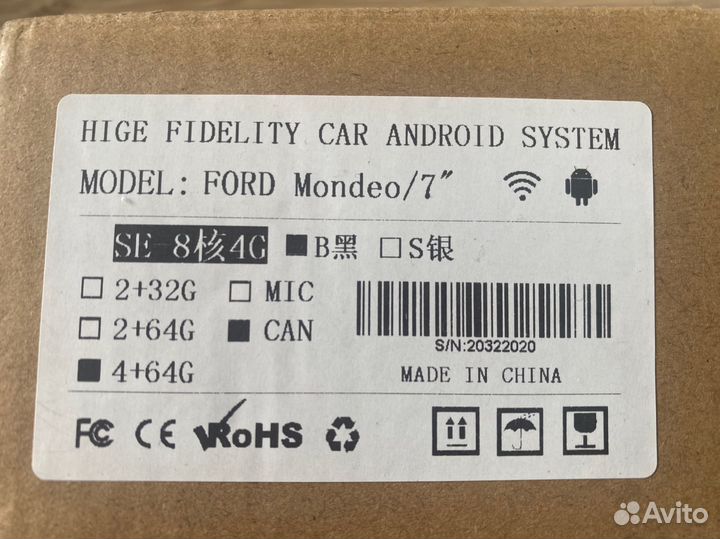 HIGE FIDELITY CAR ANDROID SYSTEM
MODEL: FORD Mondeo/7″
SE-8核4G ■B黑 □S银
□ 2+32G □ MIC
□ 2+64G ■ CAN
■ 4+64G
S/N:20322020
MADE IN CHINA
FC CE RoHS
Avito